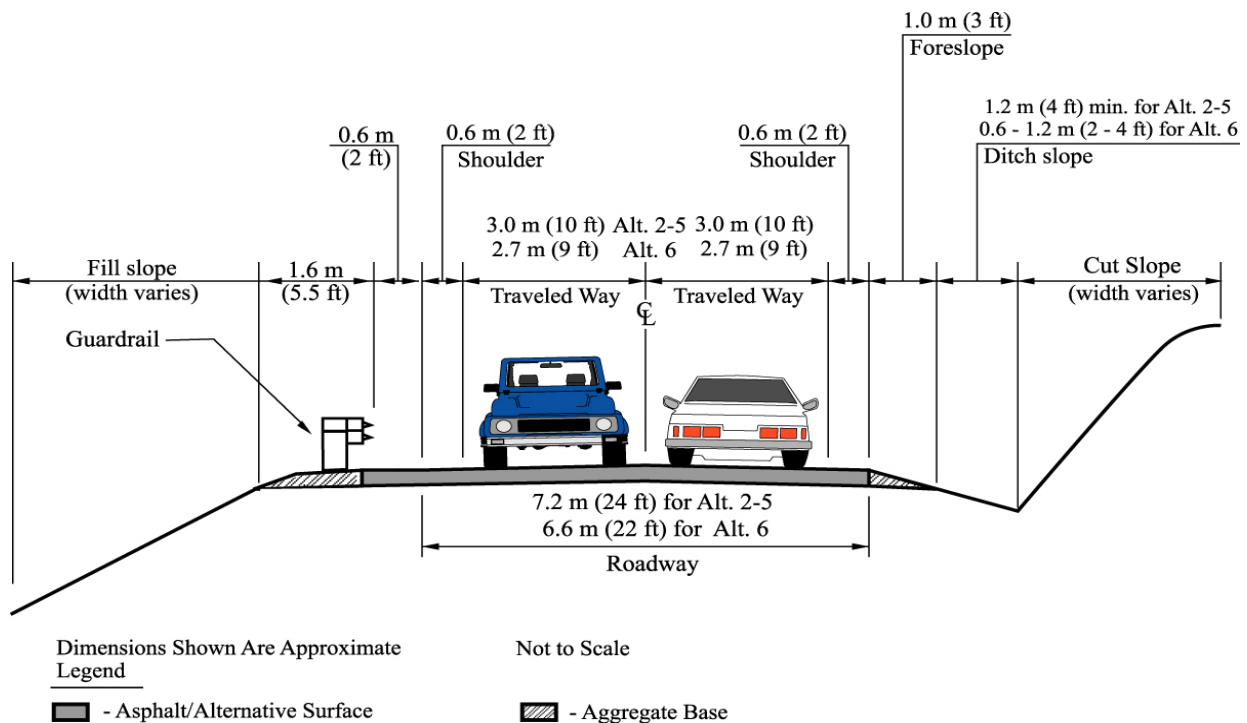 1.0 m (3 ft)
Foreslope
1.2 m (4 ft) min. for Alt. 2-5
0.6 - 1.2 m (2 - 4 ft) for Alt. 6
Ditch slope
0.6 m
(2 ft)
0.6 m (2 ft)
Shoulder
0.6 m (2 ft)
Shoulder
3.0 m (10 ft) Alt. 2-5 3.0 m (10 ft)
2.7 m (9 ft) Alt. 6 2.7 m (9 ft)
Fill slope
(width varies)
1.6 m
(5.5 ft)
Traveled Way
Traveled Way
Cut Slope
(width varies)
CL
Guardrail
7.2 m (24 ft) for Alt. 2-5
6.6 m (22 ft) for Alt. 6
Roadway
Dimensions Shown Are Approximate
Not to Scale
Legend
- Asphalt/Alternative Surface
- Aggregate Base